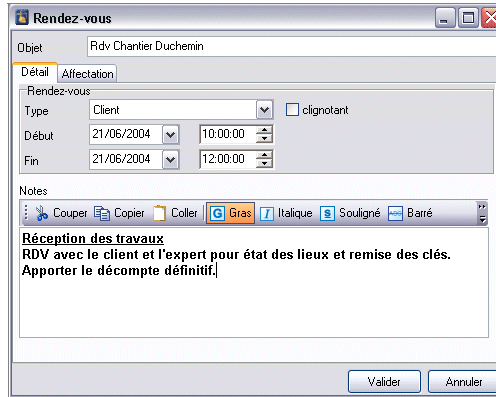 Rendez-vous
Objet Rdv Chantier Duchemin
Détail Affectation
Rendez-vous
Type Client clignotant
Début 21/06/2004 10:00:00
Fin 21/06/2004 12:00:00
Notes
Couper Copier Coller G Gras I Italique S Souligné ABC Barré
Réception des travaux
RDV avec le client et l'expert pour état des lieux et remise des clés.
Apporter le décompte définitif.
Valider Annuler